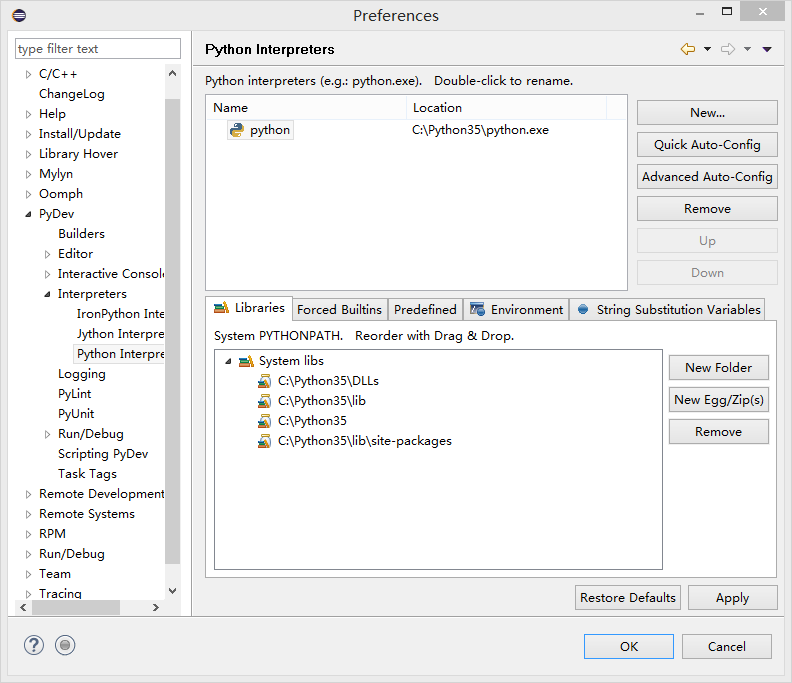 Preferences
type filter text
C/C++
ChangeLog
Help
Install/Update
Library Hover
Mylyn
Oomph
PyDev
Builders
Editor
Interactive Consol
Interpreters
IronPython Inte
Jython Interpre
Python Interpre
Logging
PyLint
PyUnit
Run/Debug
Scripting PyDev
Task Tags
Remote Development
Remote Systems
RPM
Run/Debug
Team
Tracing
Python Interpreters
Python interpreters (e.g.: python.exe).   Double-click to rename.
Name Location
python C:\Python35\python.exe
New...
Quick Auto-Config
Advanced Auto-Config
Remove
Up
Down
Libraries Forced Builtins Predefined Environment String Substitution Variables
System PYTHONPATH.   Reorder with Drag & Drop.
System libs
C:\Python35\DLLs
C:\Python35\lib
C:\Python35
C:\Python35\lib\site-packages
New Folder
New Egg/Zip(s)
Remove
Restore Defaults Apply
? OK Cancel